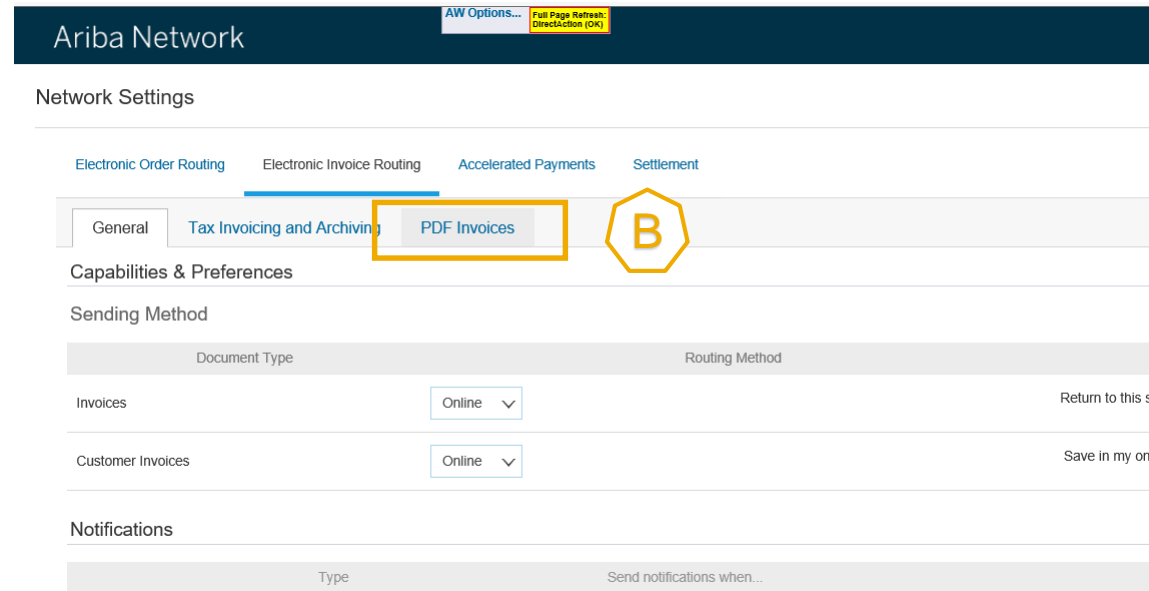 AW Options... Full Page Refresh:
DirectAction (OK)
Ariba Network
Network Settings
Electronic Order Routing Electronic Invoice Routing Accelerated Payments Settlement
General Tax Invoicing and Archiving PDF Invoices B
Capabilities & Preferences
Sending Method
Document Type Routing Method
Invoices Online Return to this s
Customer Invoices Online Save in my on
Notifications
Type Send notifications when...